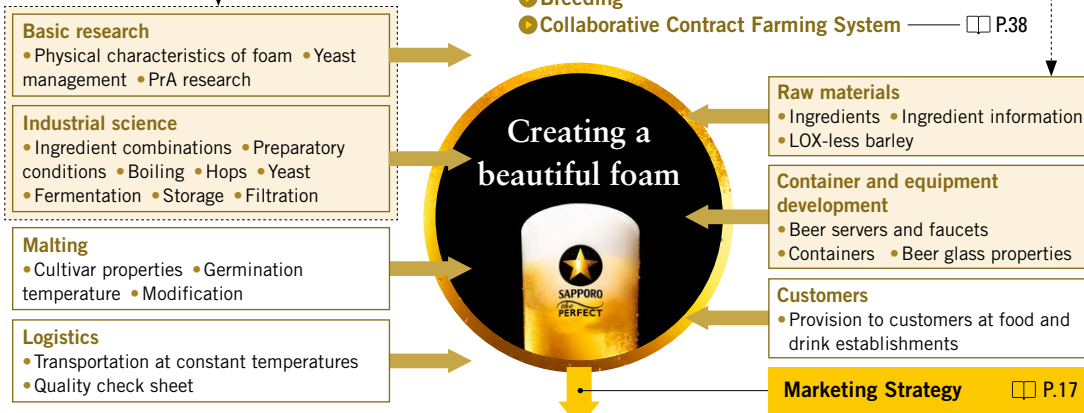 Breeding
Collaborative Contract Farming System P.38
Basic research
• Physical characteristics of foam • Yeast
management • PrA research
Industrial science
• Ingredient combinations • Preparatory
conditions • Boiling • Hops • Yeast
• Fermentation • Storage • Filtration
Malting
• Cultivar properties • Germination
temperature • Modification
Logistics
• Transportation at constant temperatures
• Quality check sheet
Creating a
beautiful foam
SAPPORO
the
PERFECT
Raw materials
• Ingredients • Ingredient information
• LOX-less barley
Container and equipment
development
• Beer servers and faucets
• Containers • Beer glass properties
Customers
• Provision to customers at food and
drink establishments
Marketing Strategy P.17